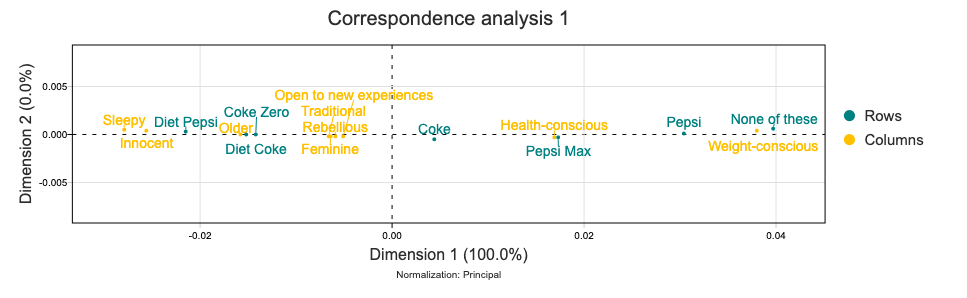 Correspondence analysis 1
Dimension 2 (0.0%)
0.005
0.000
-0.005
Open to new experiences
Coke Zero
Traditional
Sleepy
Diet Pepsi
Older
Rebellious
Coke
Health-conscious
Pepsi
None of these
Innocent
Diet Coke
Feminine
Pepsi Max
Weight-conscious
Rows
Columns
-0.02
0.00
0.02
0.04
Dimension 1 (100.0%)
Normalization: Principal